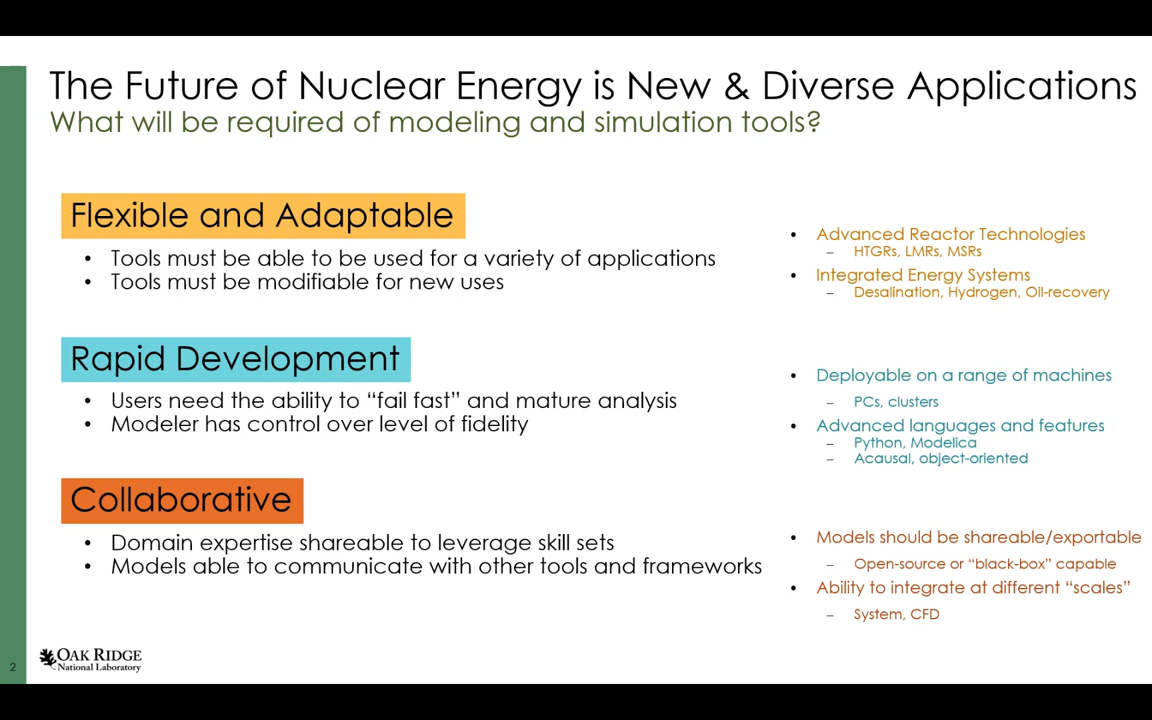 The Future of Nuclear Energy is New & Diverse Applications
What will be required of modeling and simulation tools?
Flexible and Adaptable
• Tools must be able to be used for a variety of applications
• Tools must be modifiable for new uses
• Advanced Reactor Technologies
– HTGRs, LMRs, MSRs
• Integrated Energy Systems
– Desalination, Hydrogen, Oil-recovery
Rapid Development
• Users need the ability to “fail fast” and mature analysis
• Modeler has control over level of fidelity
• Deployable on a range of machines
– PCs, clusters
• Advanced languages and features
– Python, Modelica
– Acausal, object-oriented
Collaborative
• Domain expertise shareable to leverage skill sets
• Models able to communicate with other tools and frameworks
• Models should be shareable/exportable
– Open-source or “black-box” capable
• Ability to integrate at different “scales”
– System, CFD
2
OAK RIDGE
National Laboratory